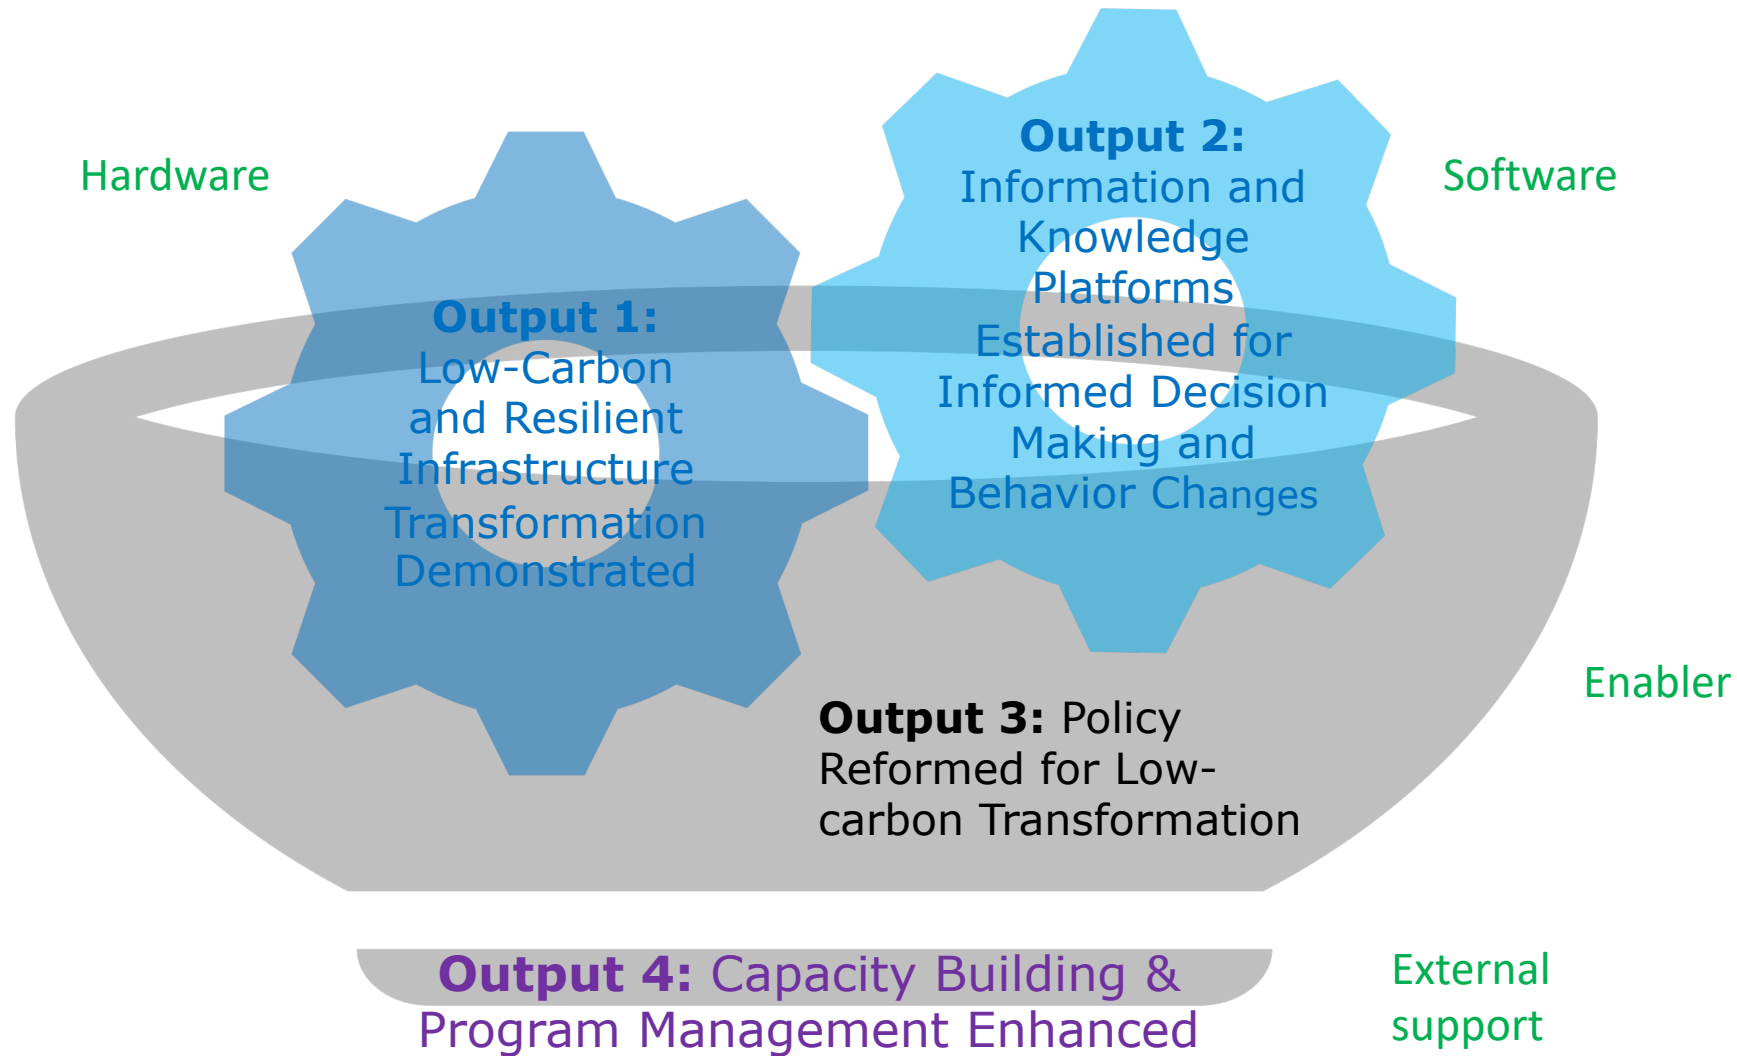 Hardware
Output 1:
Low-Carbon
and Resilient
Infrastructure
Transformation
Demonstrated
Output 2:
Information and
Knowledge
Platforms
Established for
Informed Decision
Making and
Behavior Changes
Software
Output 3: Policy
Reformed for Low-
carbon Transformation
Enabler
Output 4: Capacity Building &
Program Management Enhanced
External
support